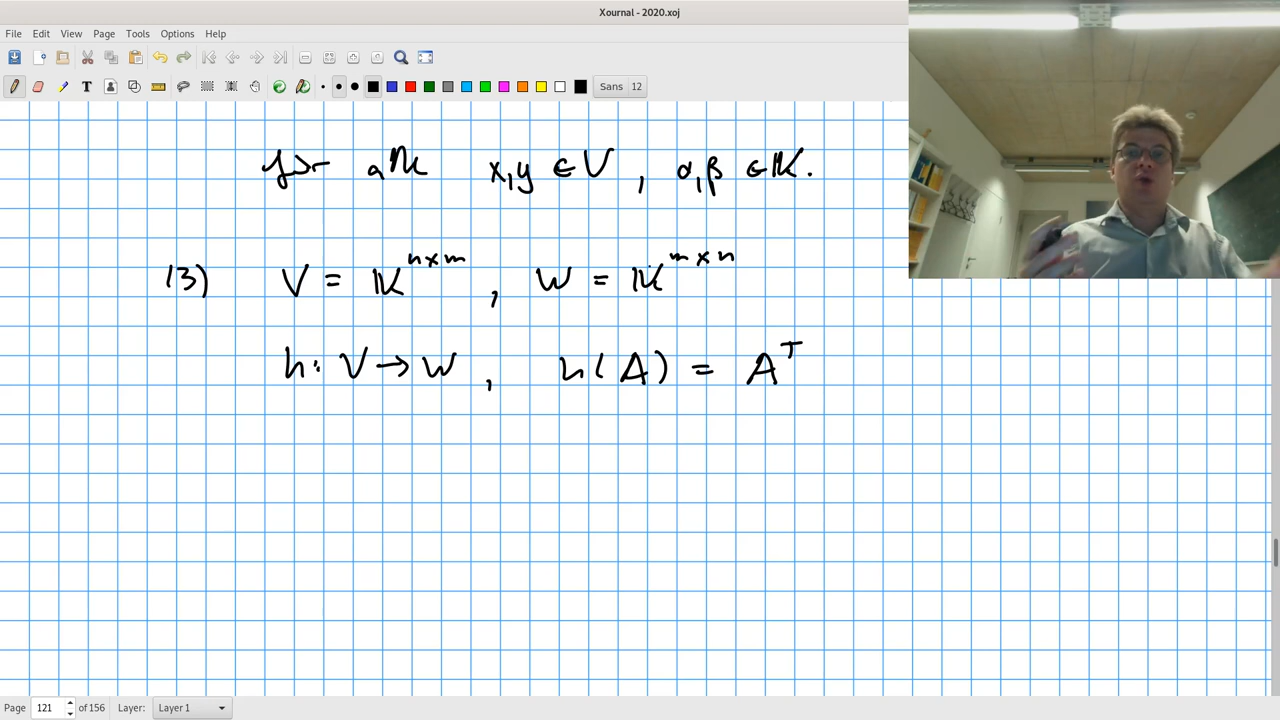 Xournal - 2020.xoj
File Edit View Page Tools Options Help
Sans 12
for all x,y ∈ V , α,β ∈ 𝕂.
13) V = 𝕂^{n×m} , W = 𝕂^{m×n}
h: V → W , h(A) = A^T
Page 121 of 156 Layer: Layer 1